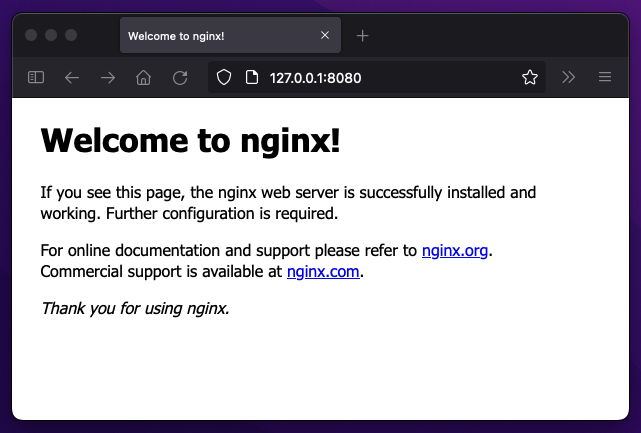 Welcome to nginx!
127.0.0.1:8080
Welcome to nginx!
If you see this page, the nginx web server is successfully installed and
working. Further configuration is required.
For online documentation and support please refer to nginx.org.
Commercial support is available at nginx.com.
Thank you for using nginx.